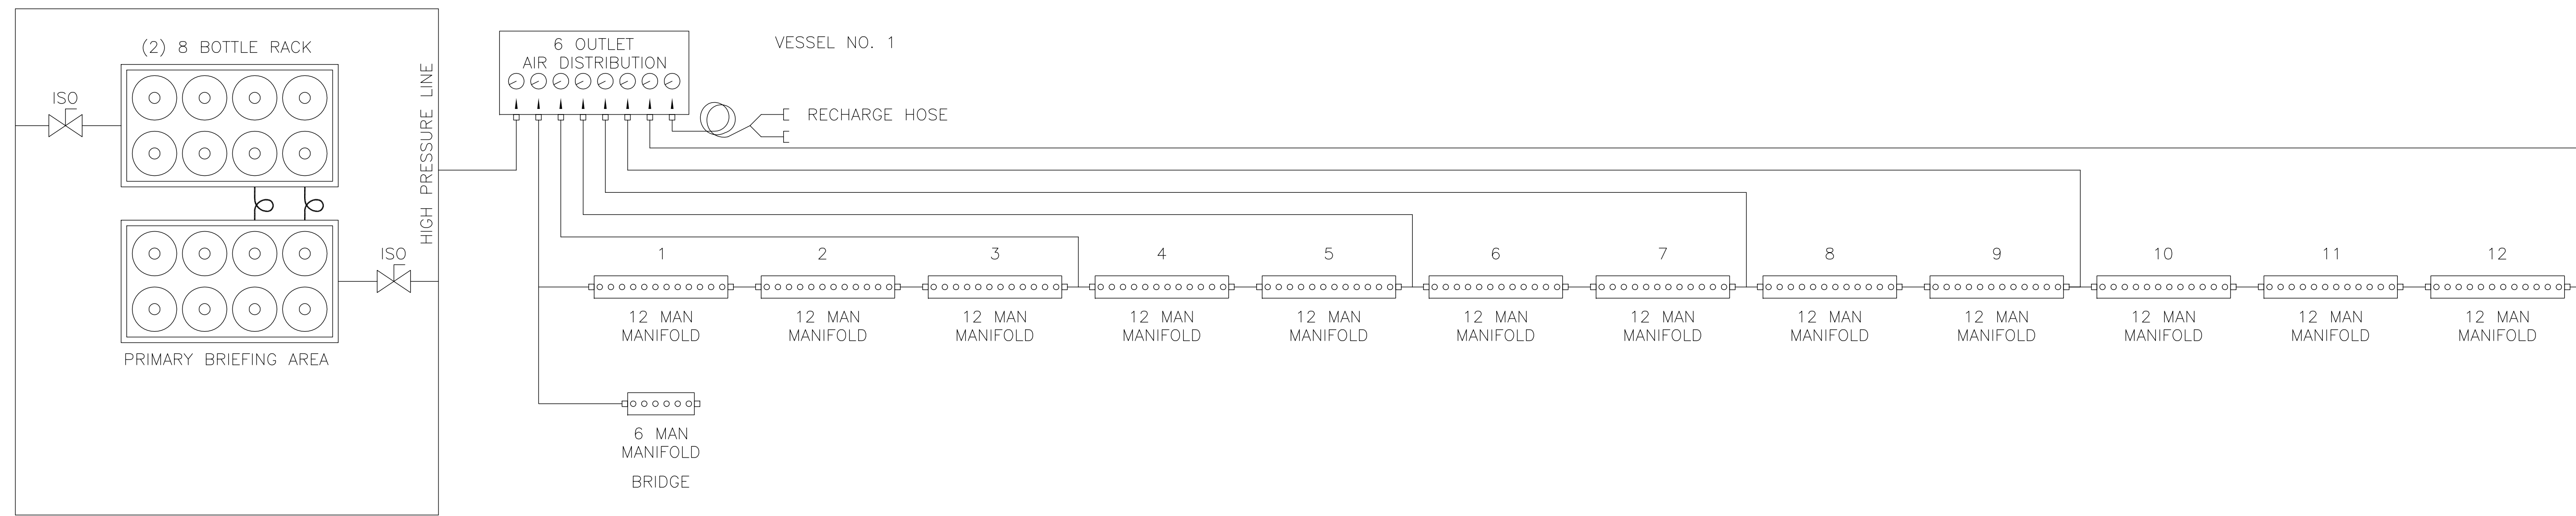 (2) 8 BOTTLE RACK
ISO
ISO
PRIMARY BRIEFING AREA
HIGH PRESSURE LINE
6 OUTLET
AIR DISTRIBUTION
VESSEL NO. 1
RECHARGE HOSE
1
2
3
4
5
6
7
8
9
10
11
12
12 MAN
MANIFOLD
12 MAN
MANIFOLD
12 MAN
MANIFOLD
12 MAN
MANIFOLD
12 MAN
MANIFOLD
12 MAN
MANIFOLD
12 MAN
MANIFOLD
12 MAN
MANIFOLD
12 MAN
MANIFOLD
12 MAN
MANIFOLD
12 MAN
MANIFOLD
12 MAN
MANIFOLD
6 MAN
MANIFOLD
BRIDGE